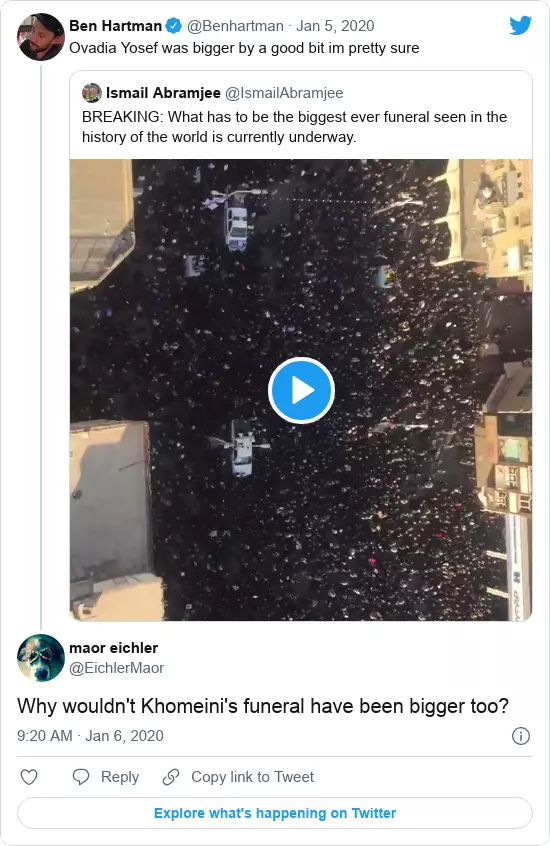 Ben Hartman @Benhartman · Jan 5, 2020
Ovadia Yosef was bigger by a good bit im pretty sure
Ismail Abramjee @IsmailAbramjee
BREAKING: What has to be the biggest ever funeral seen in the
history of the world is currently underway.
maor eichler
@EichlerMaor
Why wouldn't Khomeini's funeral have been bigger too?
9:20 AM · Jan 6, 2020
Reply
Copy link to Tweet
Explore what's happening on Twitter